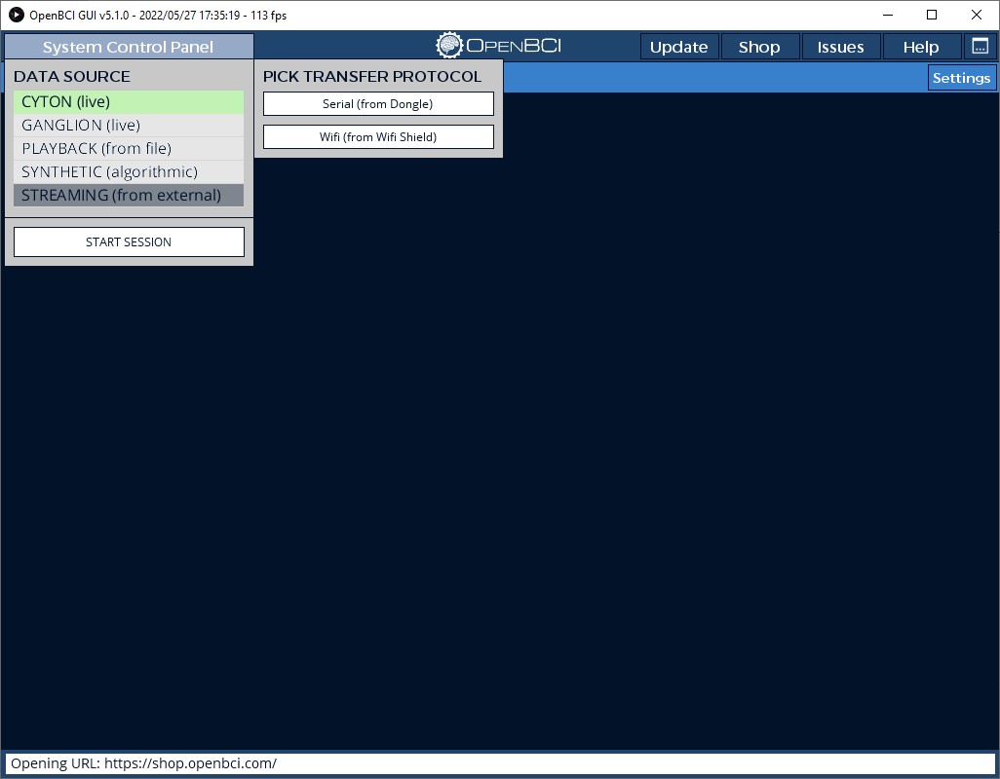 OpenBCI GUI v5.1.0 - 2022/05/27 17:35:19 - 113 fps
System Control Panel
OPENBCI
Update
Shop
Issues
Help
Settings
DATA SOURCE
CYTON (live)
GANGLION (live)
PLAYBACK (from file)
SYNTHETIC (algorithmic)
STREAMING (from external)
START SESSION
PICK TRANSFER PROTOCOL
Serial (from Dongle)
Wifi (from Wifi Shield)
Opening URL: https://shop.openbci.com/